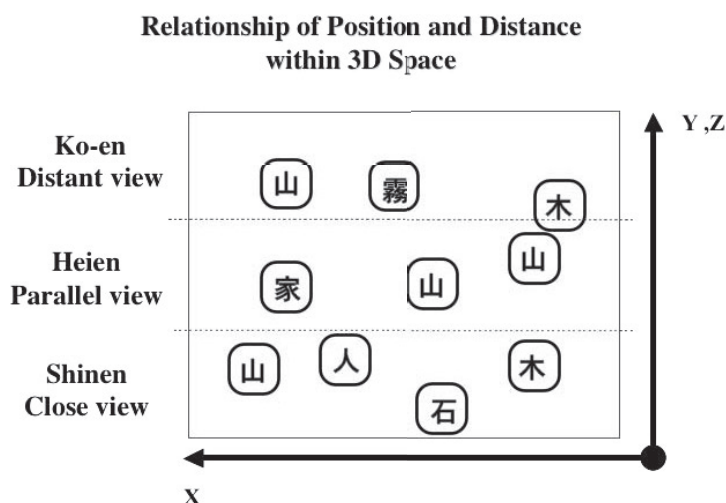 Relationship of Position and Distance
within 3D Space
Y ,Z
Ko-en
Distant view
山 霧 木
Heien
Parallel view
家 山 山
Shinen
Close view
山 人 石 木
X